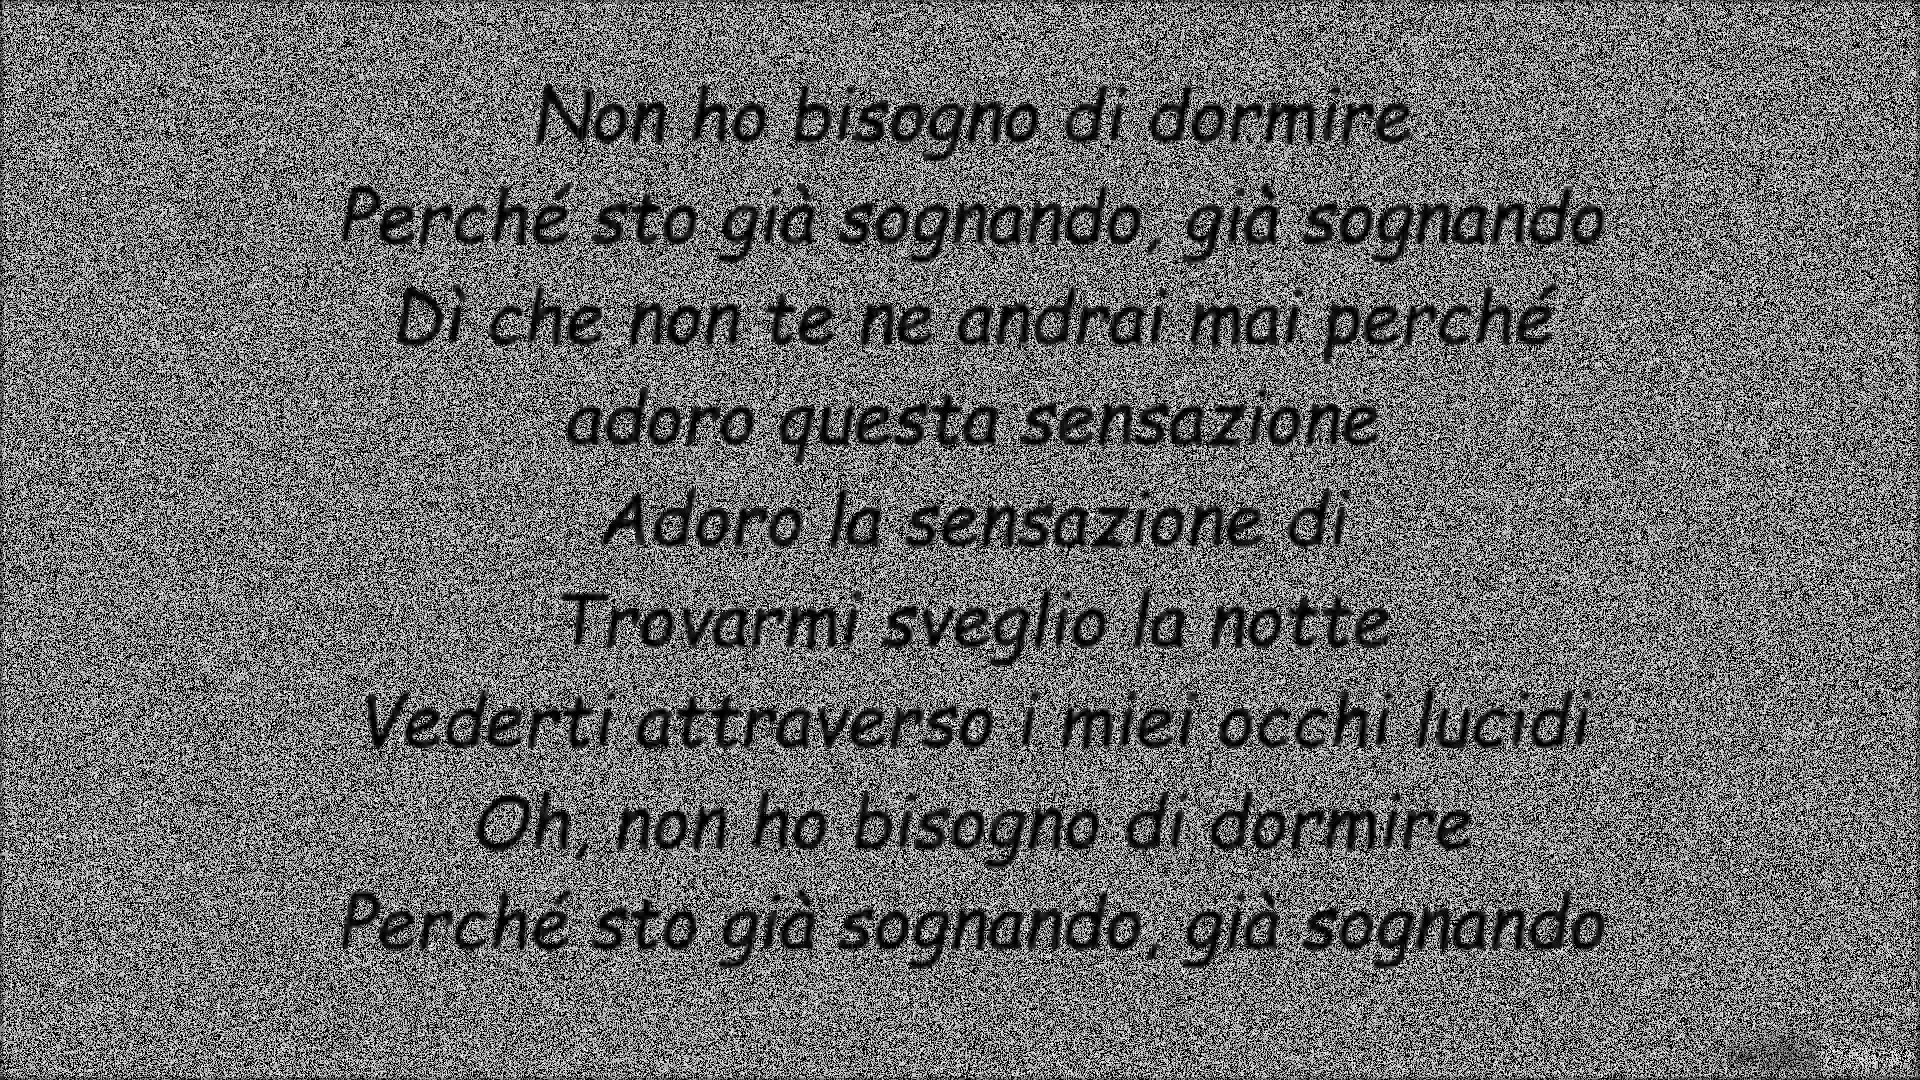 Non ho bisogno di dormire
Perché sto già sognando, già sognando
Dì che non te ne andrai mai perché
adoro questa sensazione
Adoro la sensazione di
Trovarmi sveglio la notte
Vederti attraverso i miei occhi lucidi
Oh, non ho bisogno di dormire
Perché sto già sognando, già sognando